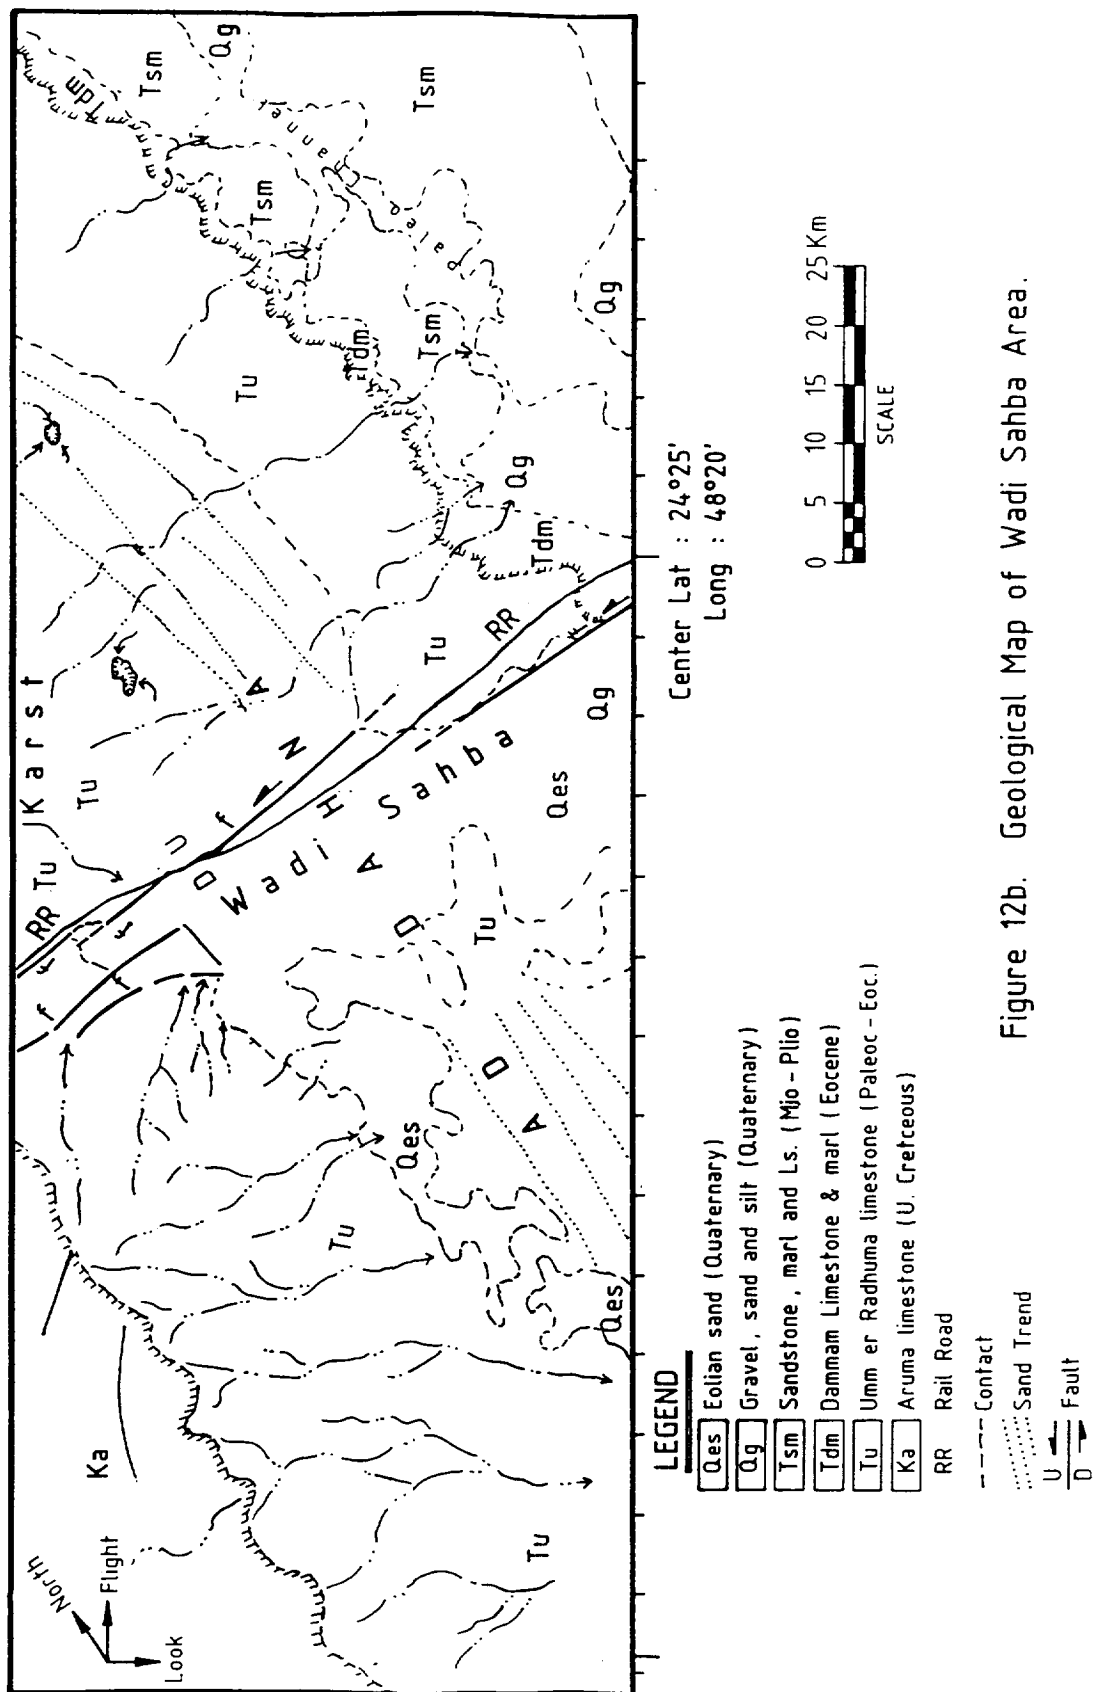 North
Flight
Look
Ka
Tu
Tu
Qes
Qes
RR
Tu
Karst
Tu
f
f
f
f
U
D
f
N
A
Wadi Sahba
H
A
D
D
A
A
D
Tu
Qes
Qg
RR
Tu
Tu
Tdm
Qg
Tdm
Tsm
Tsm
Paleo Channel
Tdm
Tsm
Qg
Tsm
Qg
Center Lat : 24°25'
Long : 48°20'
0 5 10 15 20 25 Km
SCALE
LEGEND
Qes Eolian sand (Quaternary)
Qg Gravel, sand and silt (Quaternary)
Tsm Sandstone, marl and Ls. (Mio-Plio)
Tdm Dammam Limestone & marl (Eocene)
Tu Umm er Radhuma limestone (Paleoc-Eoc.)
Ka Aruma limestone (U. Cretceous)
RR Rail Road
Contact
Sand Trend
U
D Fault
Figure 12b. Geological Map of Wadi Sahba Area.